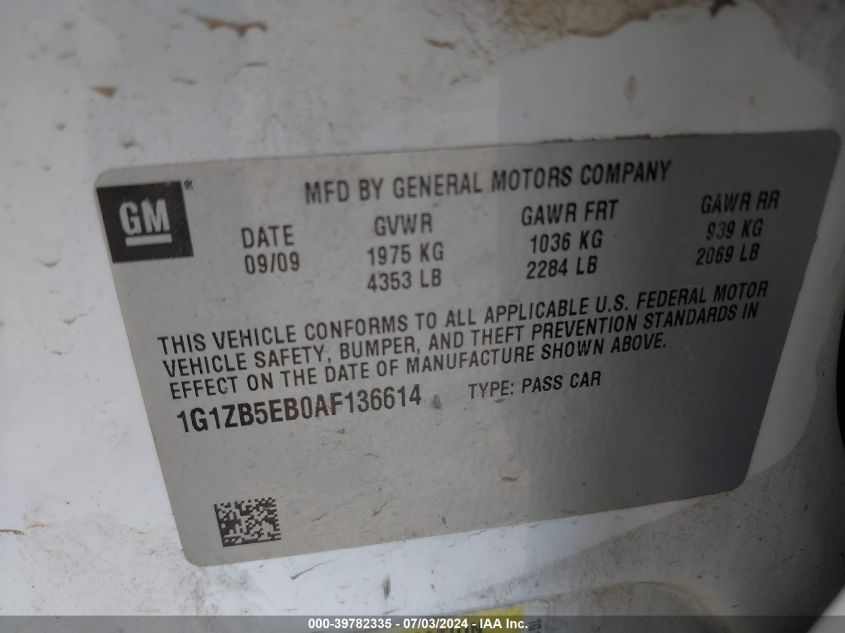 GM®
MFD BY GENERAL MOTORS COMPANY
DATE GVWR GAWR FRT GAWR RR
09/09 1975 KG 1036 KG 939 KG
4353 LB 2284 LB 2069 LB
THIS VEHICLE CONFORMS TO ALL APPLICABLE U.S. FEDERAL MOTOR
VEHICLE SAFETY, BUMPER, AND THEFT PREVENTION STANDARDS IN
EFFECT ON THE DATE OF MANUFACTURE SHOWN ABOVE.
1G1ZB5EB0AF136614 TYPE: PASS CAR
000-39782335 - 07/03/2024 - IAA Inc.